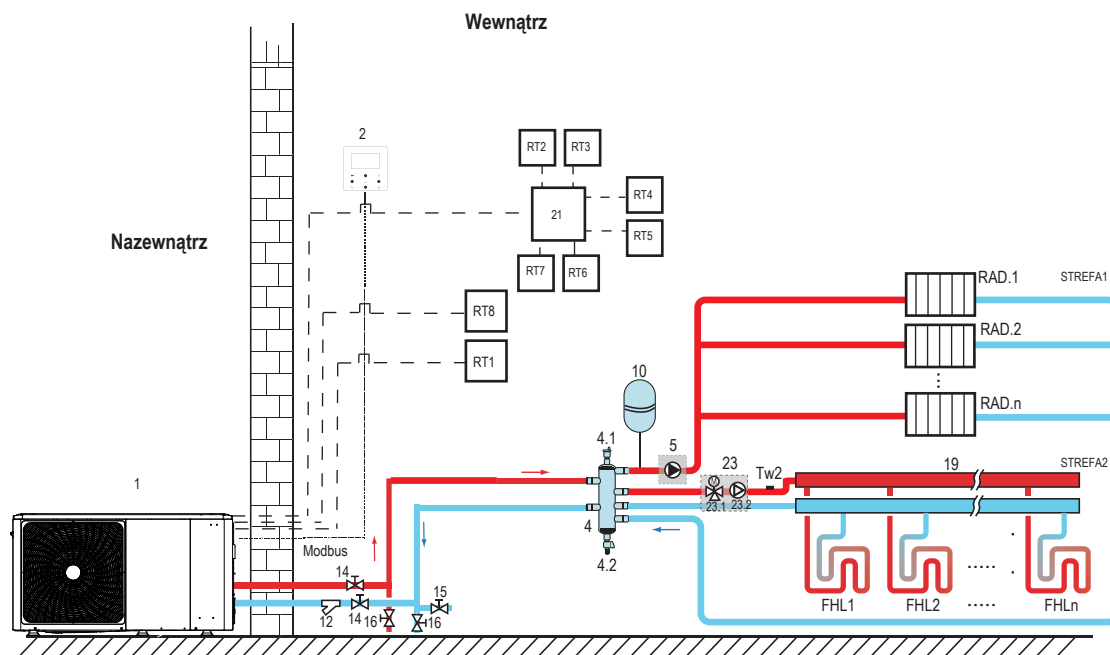 Wewnątrz
2
RT2
RT3
RT4
21
RT5
RT7
RT6
Nazewnątrz
RT8
RT1
RAD.1
STREFA1
RAD.2
RAD.n
10
4.1
5
23
Tw2
19
STREFA2
M
23.1
23.2
4
4.2
1
Modbus
14
12
14
16
16
15
FHL1
FHL2
FHLn